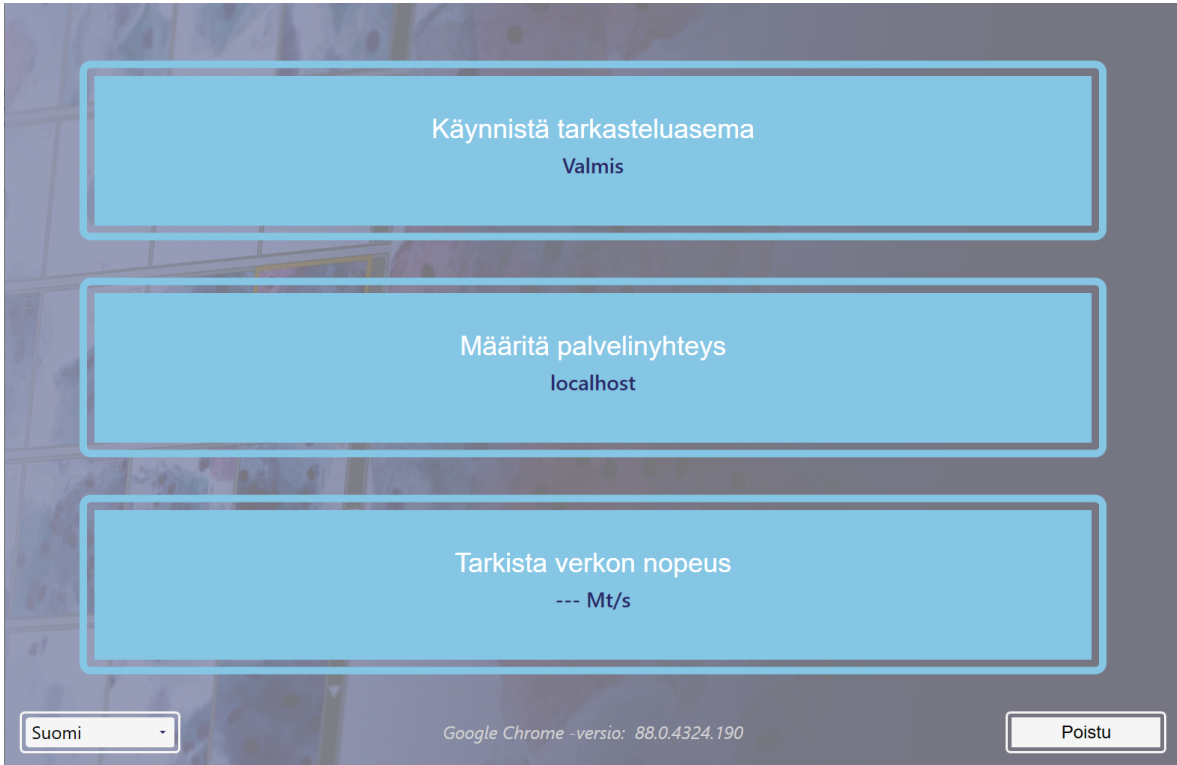 Käynnistä tarkasteluasema
Valmis
Määritä palvelinyhteys
localhost
Tarkista verkon nopeus
--- Mt/s
Suomi
Google Chrome -versio: 88.0.4324.190
Poistu